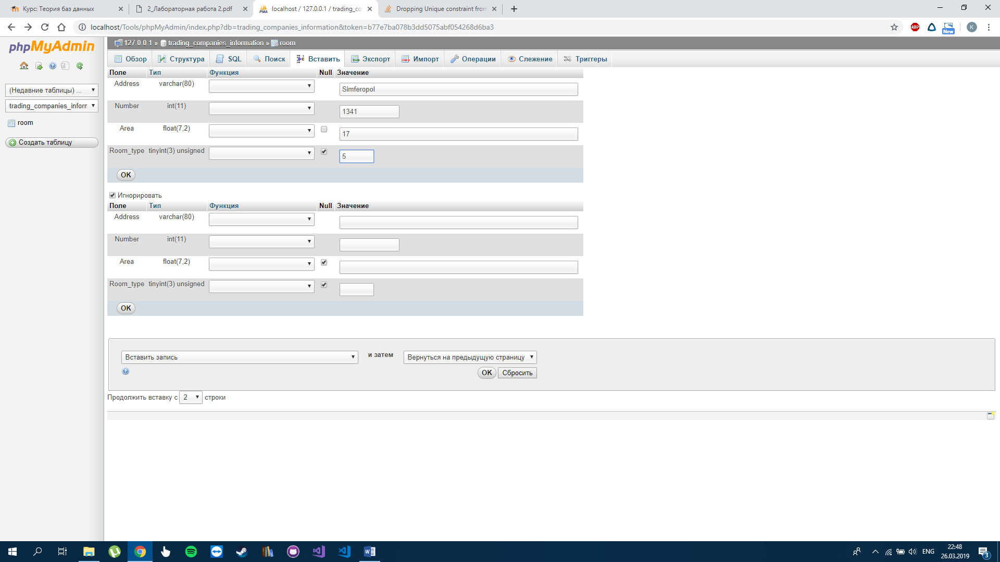 Курс: Теория баз данных
2_Лабораторная работа 2.pdf
localhost / 127.0.0.1 / trading_co
Dropping Unique constraint from
localhost/Tools/phpMyAdmin/index.php?db=trading_companies_information&token=b77e7ba078b3dd5075abf054268d6ba3
ABP
New
K
phpMyAdmin
(Недавние таблицы) ...
trading_companies_inforn
room
Создать таблицу
127.0.0.1 » trading_companies_information » room
Обзор
Структура
SQL
Поиск
Вставить
Экспорт
Импорт
Операции
Слежение
Триггеры
Поле Тип Функция Null Значение
Address varchar(80) Simferopol
Number int(11) 1341
Area float(7,2) 17
Room_type tinyint(3) unsigned 5
OK
Игнорировать
Поле Тип Функция Null Значение
Address varchar(80)
Number int(11)
Area float(7,2)
Room_type tinyint(3) unsigned
OK
Вставить запись и затем Вернуться на предыдущую страницу
OK Сбросить
Продолжить вставку с 2 строки
ENG
22:48
26.03.2019
3